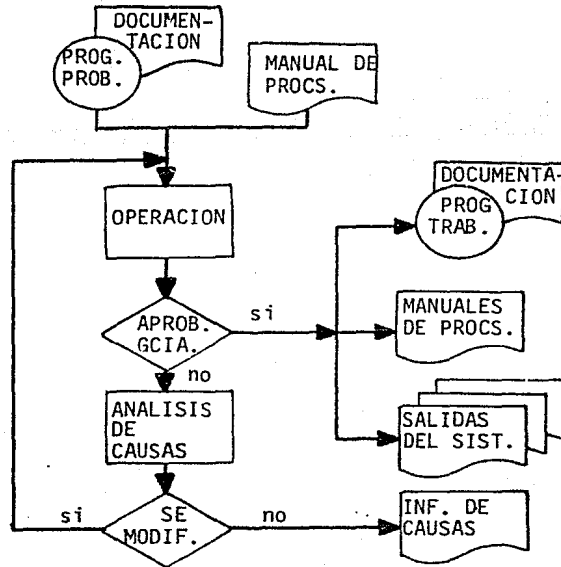 DOCUMEN-
TACION
PROG.
PROB.
MANUAL DE
PROCS.
OPERACION
APROB.
GCIA.
si
no
DOCUMENTA-
CION
PROG
TRAB.
MANUALES
DE PROCS.
SALIDAS
DEL SIST.
ANALISIS
DE
CAUSAS
SE
MODIF.
si
no
INF. DE
CAUSAS